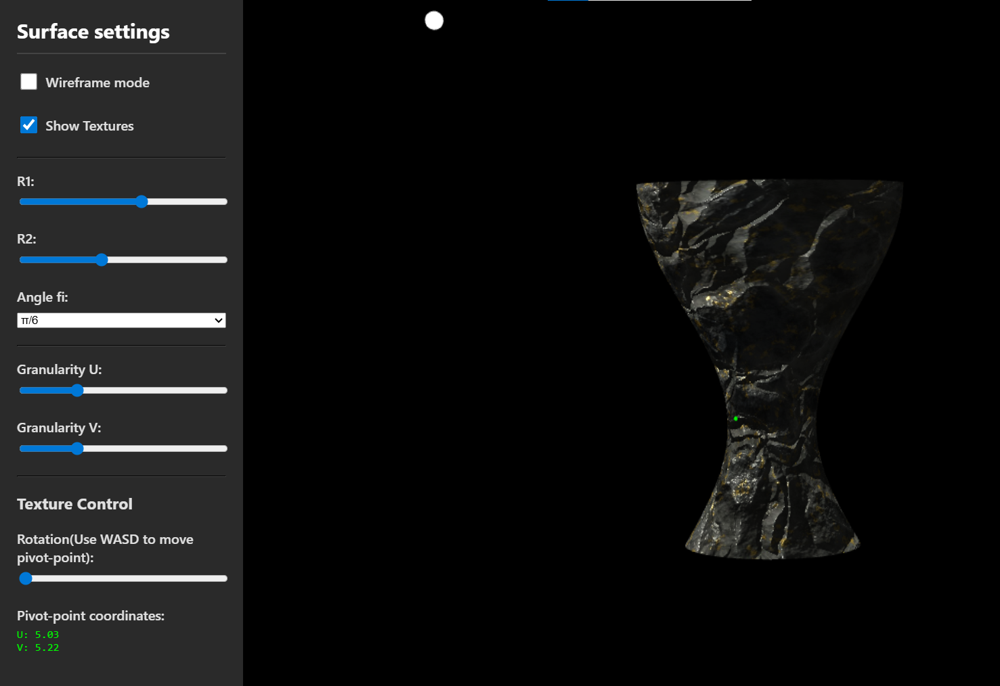 Surface settings
Wireframe mode
Show Textures
R1:
R2:
Angle fi:
π/6
Granularity U:
Granularity V:
Texture Control
Rotation(Use WASD to move
pivot-point):
Pivot-point coordinates:
U: 5.03
V: 5.22